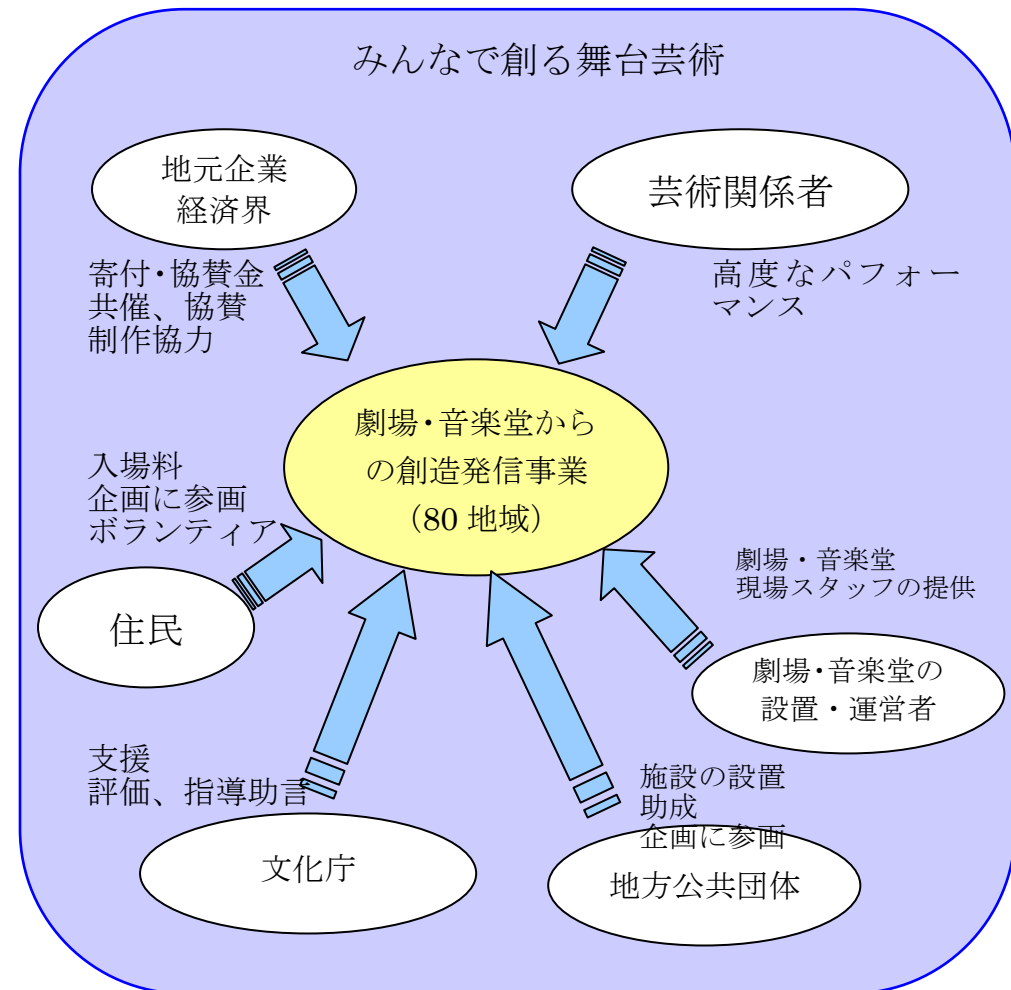 みんなで創る舞台芸術
地元企業
経済界
芸術関係者
寄付・協賛金
共催、協賛
制作協力
高度なパフォー
マンス
劇場・音楽堂から
の創造発信事業
（80 地域）
入場料
企画に参画
ボランティア
住民
劇場・音楽堂
現場スタッフの提供
劇場・音楽堂の
設置・運営者
支援
評価、指導助言
文化庁
施設の設置
助成
企画に参画
地方公共団体